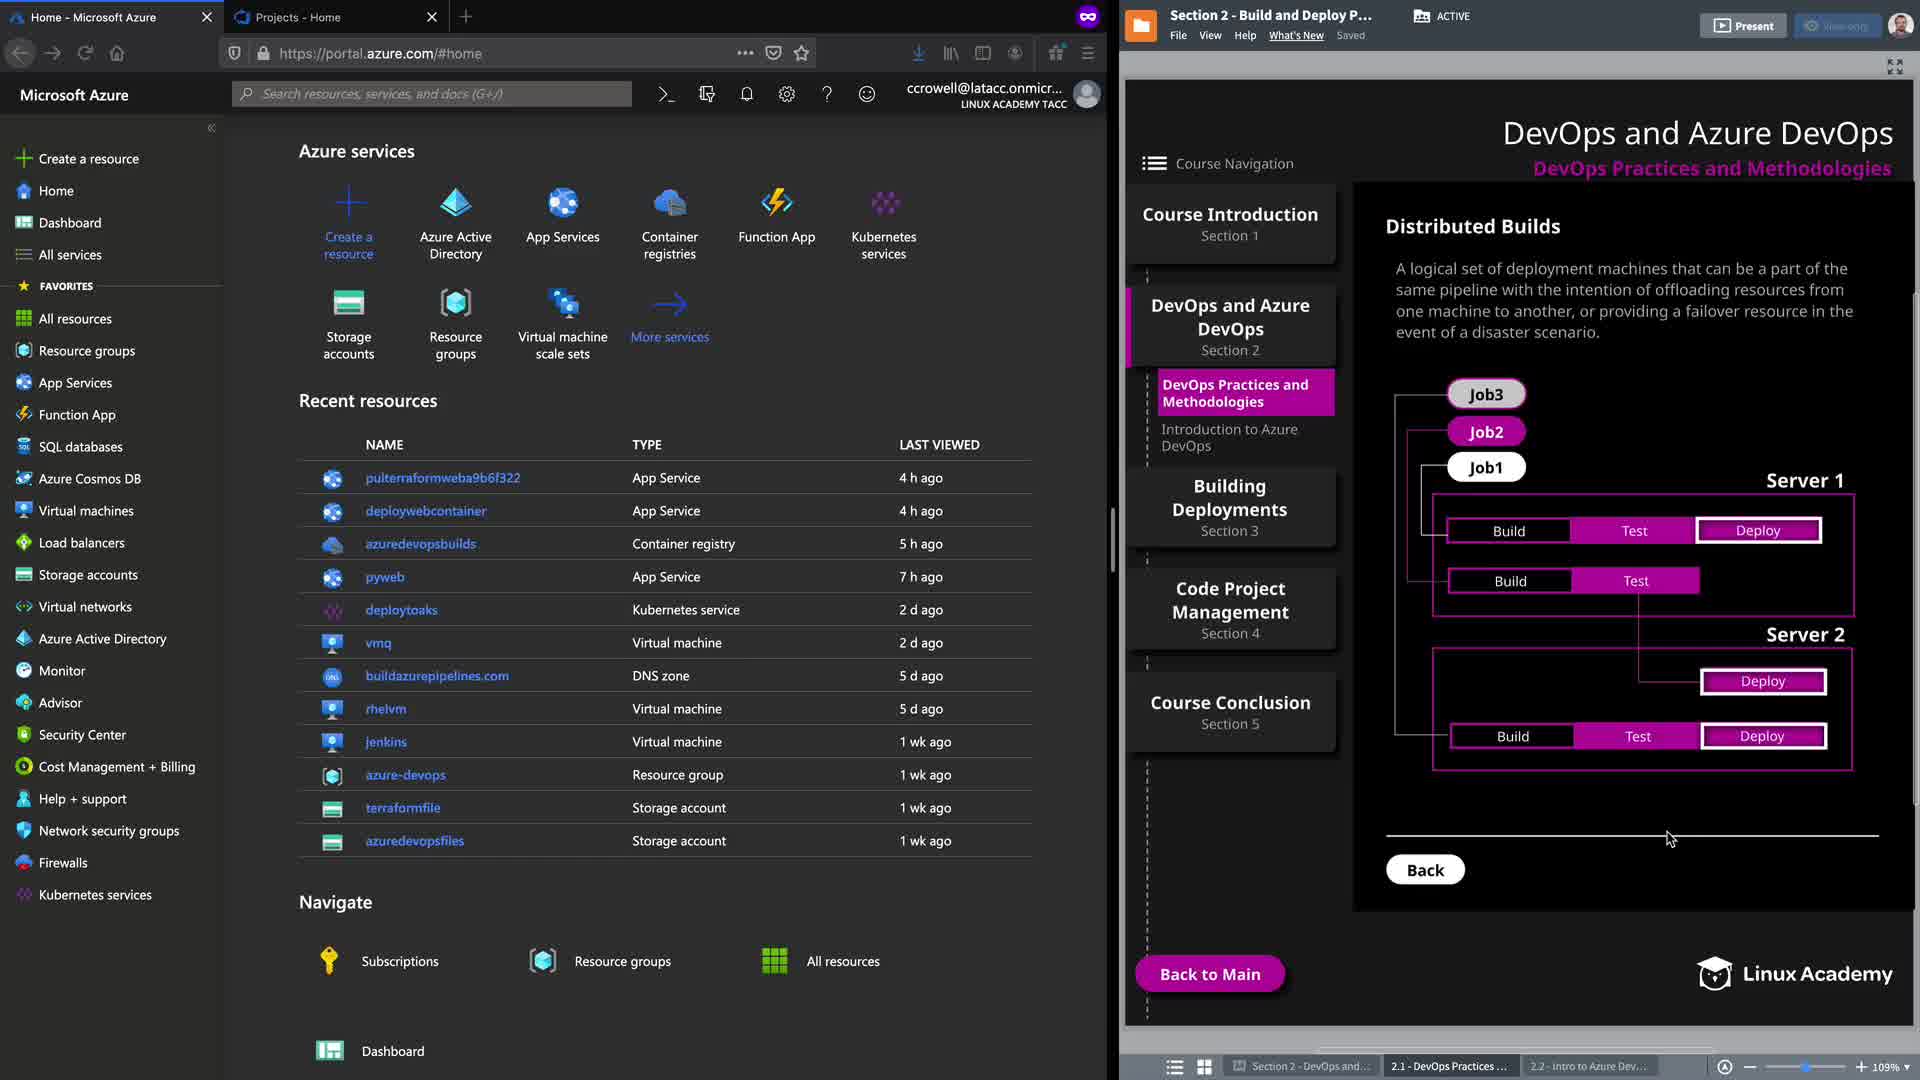 Home - Microsoft Azure
Projects - Home
https://portal.azure.com/#home
Microsoft Azure
Search resources, services, and docs (G+/)
ccrowell@latacc.onmicr...
LINUX ACADEMY TACC
Create a resource
Home
Dashboard
All services
FAVORITES
All resources
Resource groups
App Services
Function App
SQL databases
Azure Cosmos DB
Virtual machines
Load balancers
Storage accounts
Virtual networks
Azure Active Directory
Monitor
Advisor
Security Center
Cost Management + Billing
Help + support
Network security groups
Firewalls
Kubernetes services
Azure services
Create a resource
Azure Active Directory
App Services
Container registries
Function App
Kubernetes services
Storage accounts
Resource groups
Virtual machine scale sets
More services
Recent resources
NAME TYPE LAST VIEWED
pulterraformweba9b6f322 App Service 4 h ago
deploywebcontainer App Service 4 h ago
azuredevopsbuilds Container registry 5 h ago
pyweb App Service 7 h ago
deploytoaks Kubernetes service 2 d ago
vmq Virtual machine 2 d ago
DNS buildazurepipelines.com DNS zone 5 d ago
rhelvm Virtual machine 5 d ago
jenkins Virtual machine 1 wk ago
azure-devops Resource group 1 wk ago
terraformfile Storage account 1 wk ago
azuredevopsfiles Storage account 1 wk ago
Navigate
Subscriptions
Resource groups
All resources
Dashboard
Section 2 - Build and Deploy P...
ACTIVE
File View Help What's New Saved
Present
View only
DevOps and Azure DevOps
DevOps Practices and Methodologies
Course Navigation
Course Introduction
Section 1
DevOps and Azure
DevOps
Section 2
DevOps Practices and
Methodologies
Introduction to Azure
DevOps
Building
Deployments
Section 3
Code Project
Management
Section 4
Course Conclusion
Section 5
Back to Main
Distributed Builds
A logical set of deployment machines that can be a part of the
same pipeline with the intention of offloading resources from
one machine to another, or providing a failover resource in the
event of a disaster scenario.
Job3
Job2
Job1
Server 1
Build Test Deploy
Build Test
Server 2
Deploy
Build Test Deploy
Back
Linux Academy
Section 2 - DevOps and...
2.1 - DevOps Practices ...
2.2 - Intro to Azure Dev...
109%